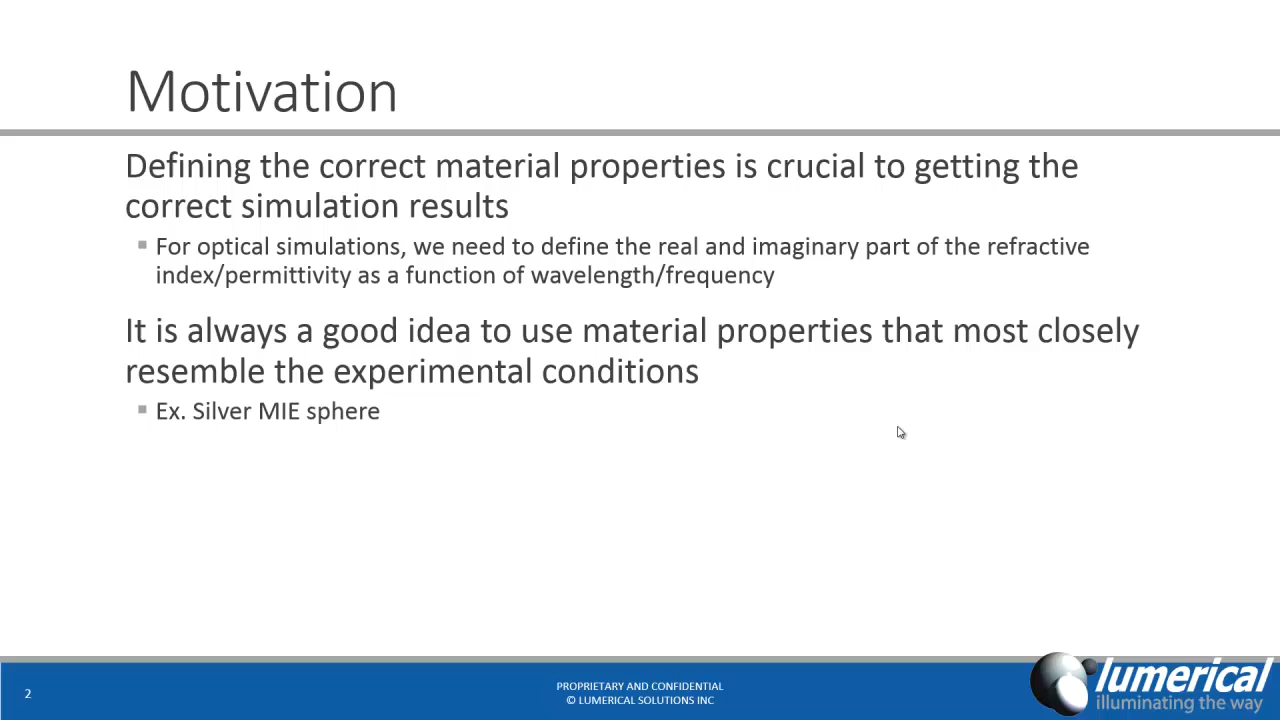 Motivation
Defining the correct material properties is crucial to getting the
correct simulation results
▪ For optical simulations, we need to define the real and imaginary part of the refractive
index/permittivity as a function of wavelength/frequency
It is always a good idea to use material properties that most closely
resemble the experimental conditions
▪ Ex. Silver MIE sphere
2
PROPRIETARY AND CONFIDENTIAL
© LUMERICAL SOLUTIONS INC
lumerical
illuminating the way